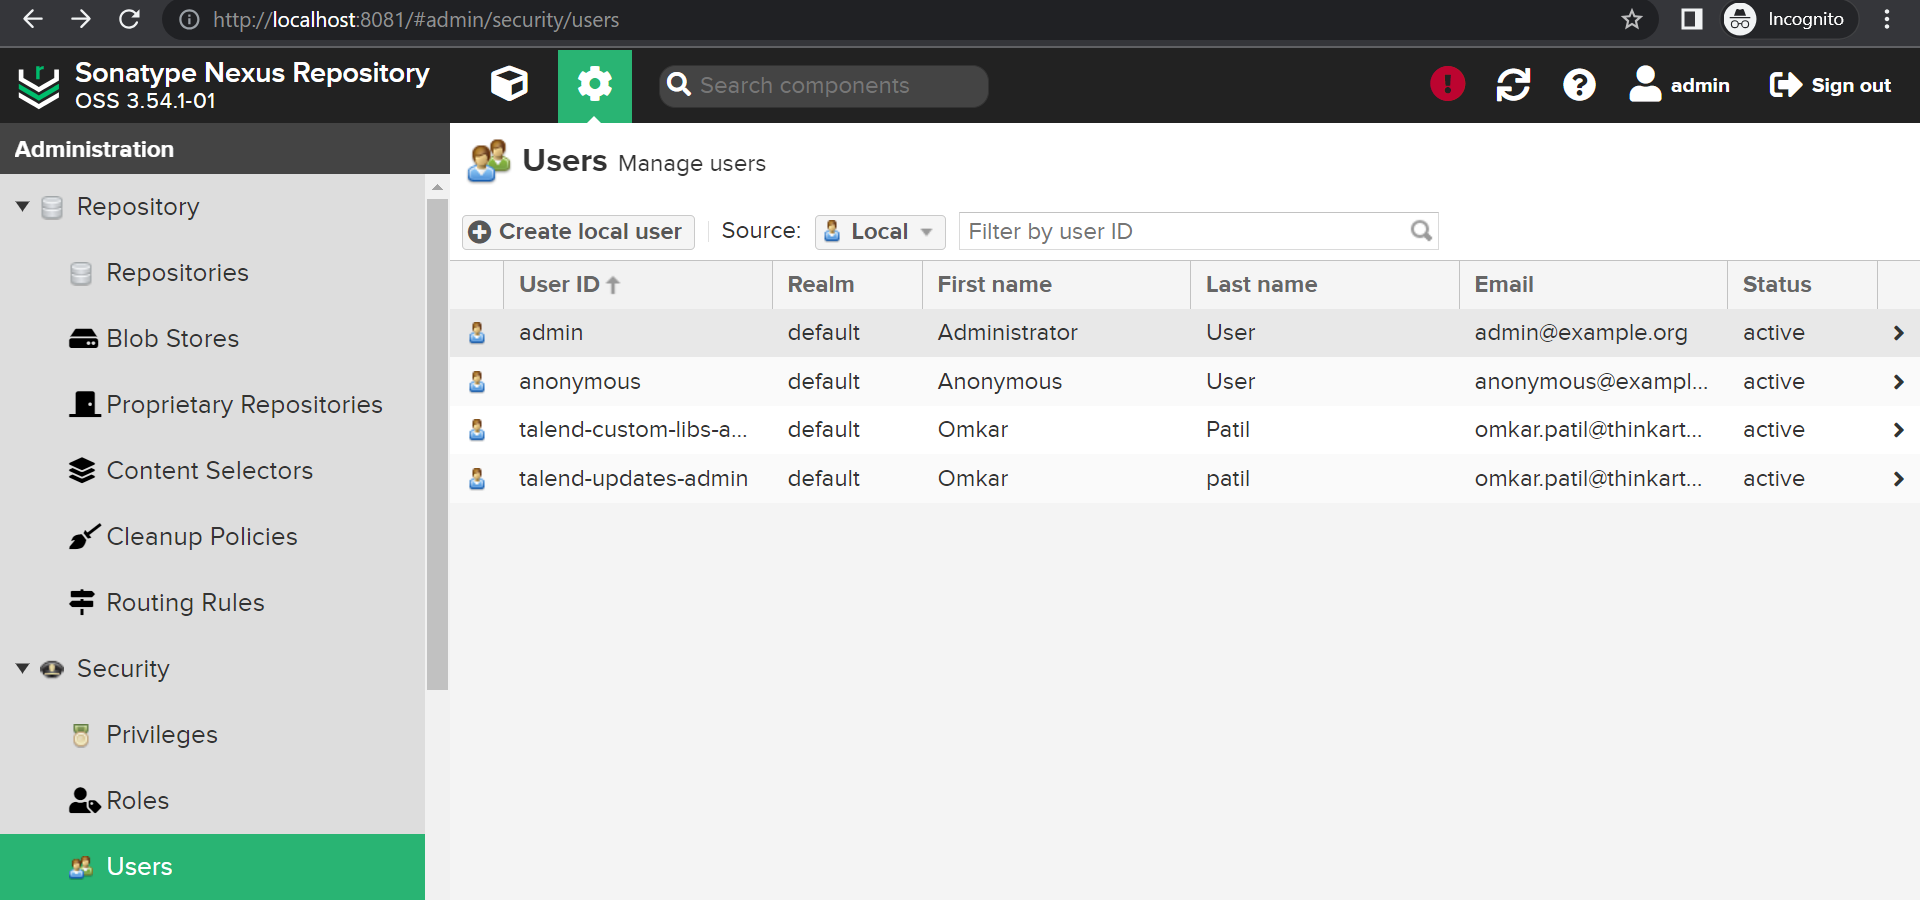 http://localhost:8081/#admin/security/users
Incognito
Sonatype Nexus Repository
OSS 3.54.1-01
Search components
admin
Sign out
Administration
Repository
Repositories
Blob Stores
Proprietary Repositories
Content Selectors
Cleanup Policies
Routing Rules
Security
Privileges
Roles
Users
Users Manage users
Create local user Source: Local Filter by user ID
User ID Realm First name Last name Email Status
admin default Administrator User admin@example.org active
anonymous default Anonymous User anonymous@exampl... active
talend-custom-libs-a... default Omkar Patil omkar.patil@thinkart... active
talend-updates-admin default Omkar patil omkar.patil@thinkart... active